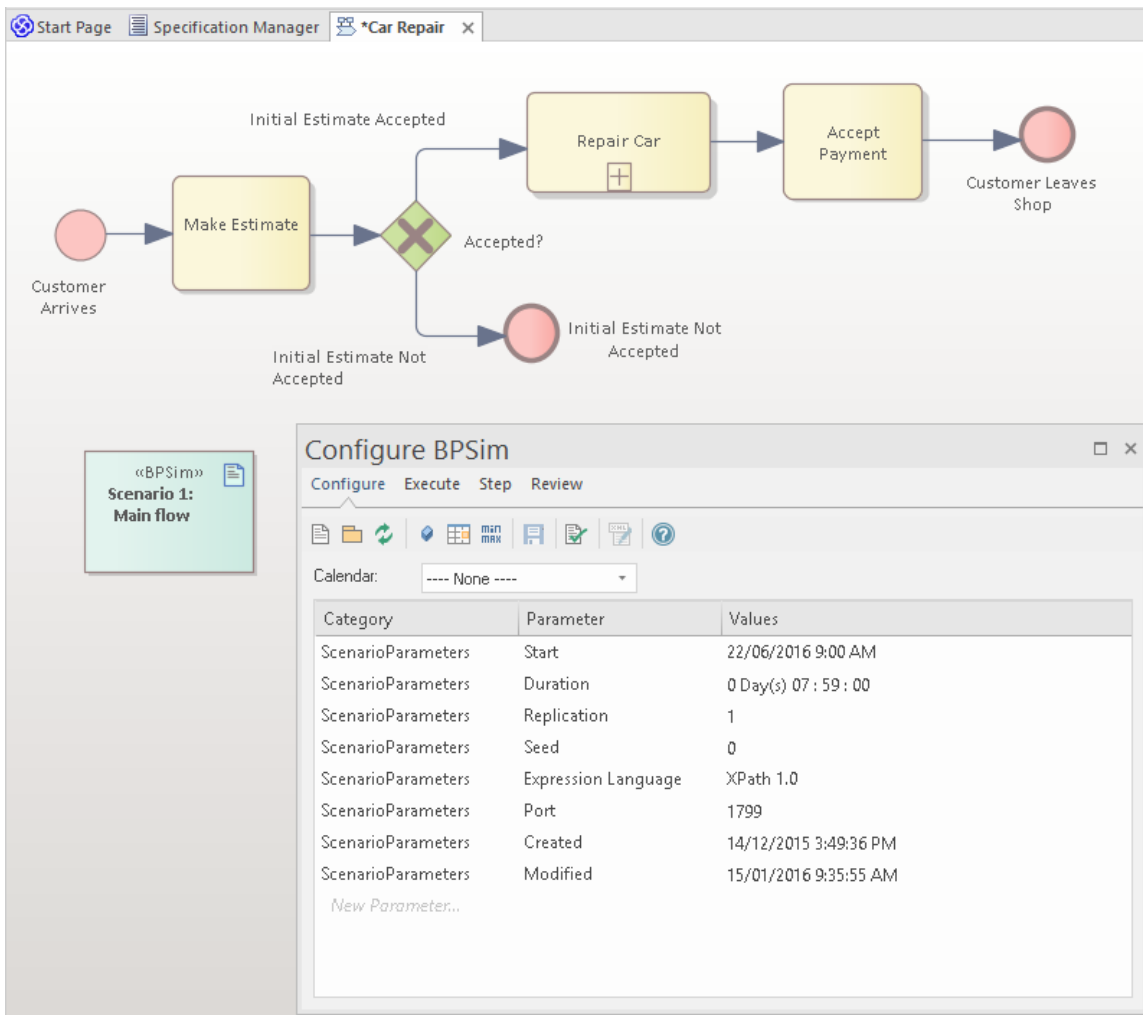 Start Page
Specification Manager
*Car Repair
Initial Estimate Accepted
Repair Car
Accept
Payment
Customer Leaves
Shop
Make Estimate
Accepted?
Customer
Arrives
Initial Estimate Not
Accepted
Initial Estimate Not
Accepted
«BPSim»
Scenario 1:
Main flow
Configure BPSim
Configure Execute Step Review
min
max
XML
Calendar: ---- None ----
Category Parameter Values
ScenarioParameters Start 22/06/2016 9:00 AM
ScenarioParameters Duration 0 Day(s) 07 : 59 : 00
ScenarioParameters Replication 1
ScenarioParameters Seed 0
ScenarioParameters Expression Language XPath 1.0
ScenarioParameters Port 1799
ScenarioParameters Created 14/12/2015 3:49:36 PM
ScenarioParameters Modified 15/01/2016 9:35:55 AM
New Parameter...